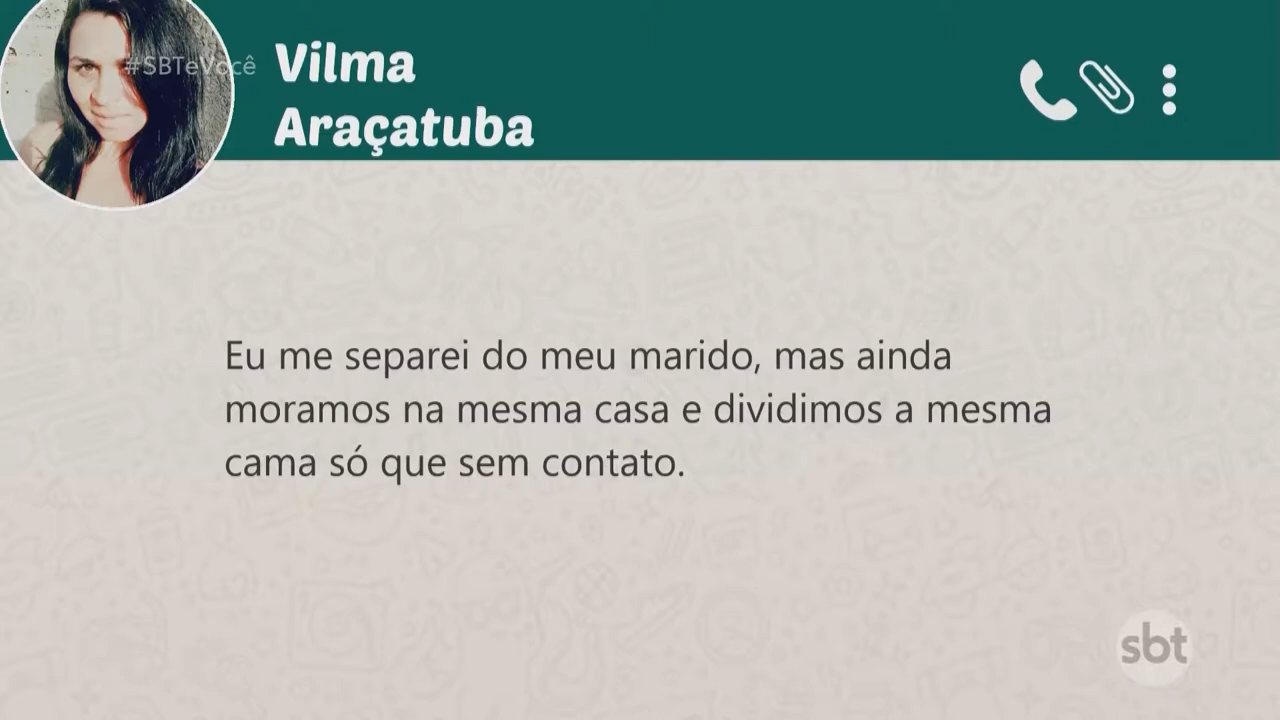 #SBTeVocê
Vilma
Araçatuba
Eu me separei do meu marido, mas ainda
moramos na mesma casa e dividimos a mesma
cama só que sem contato.
sbt